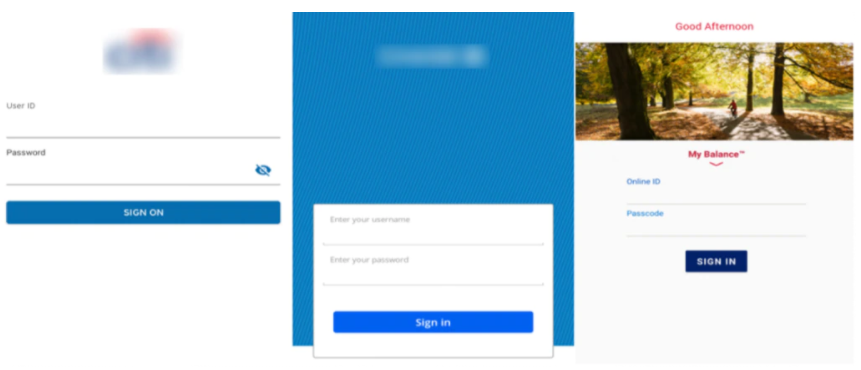 User ID
Password
SIGN ON
Enter your username
Enter your password
Sign in
Good Afternoon
My Balance™
Online ID
Passcode
SIGN IN